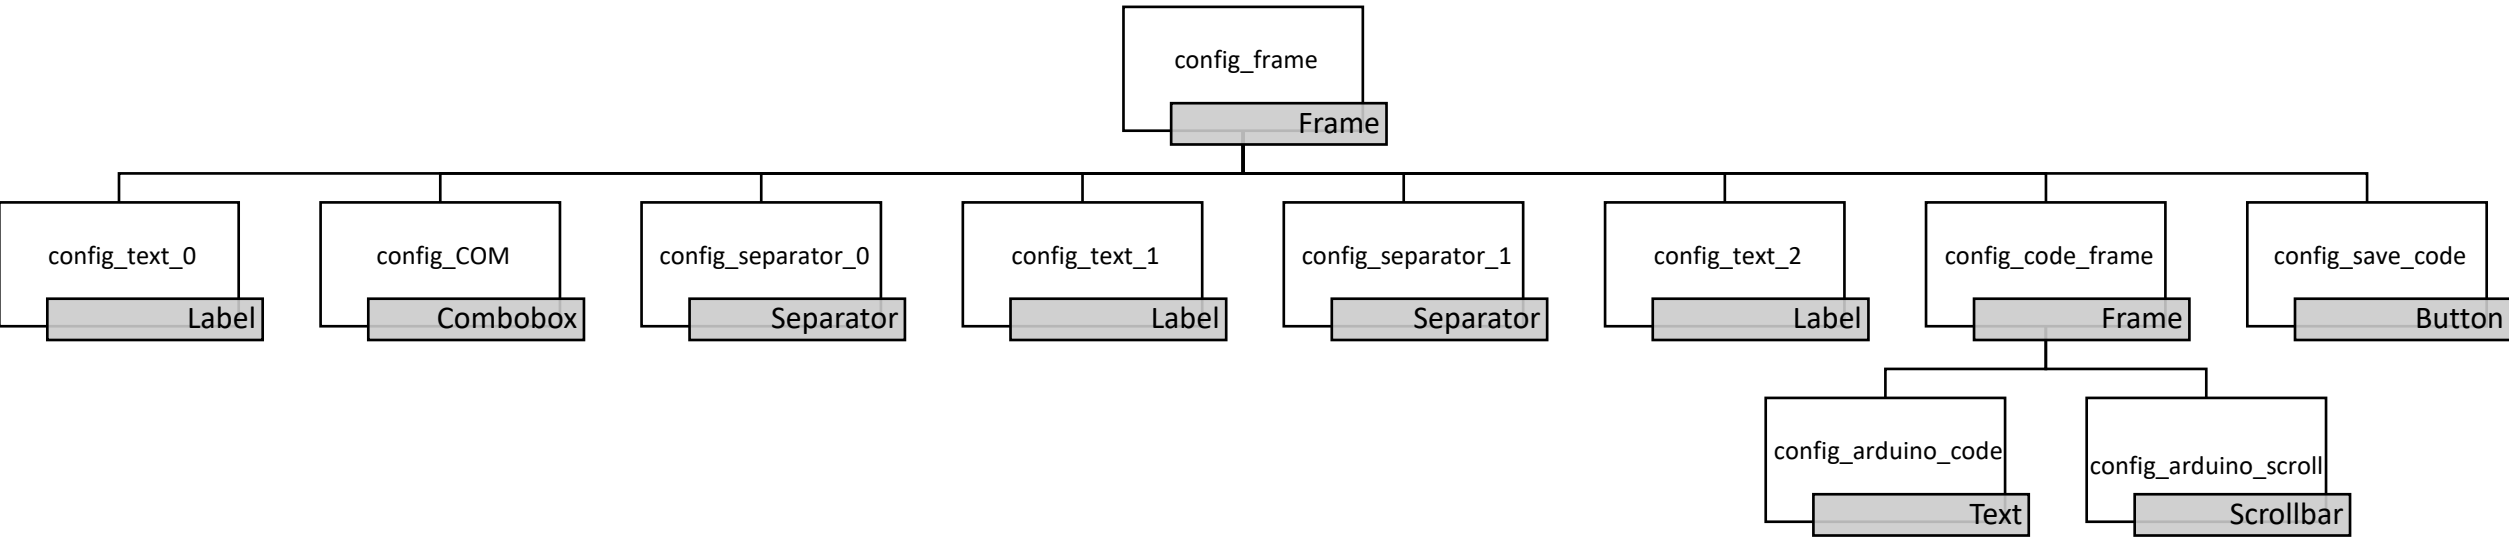 config_frame
Frame
config_text_0
Label
config_COM
Combobox
config_separator_0
Separator
config_text_1
Label
config_separator_1
Separator
config_text_2
Label
config_code_frame
Frame
config_save_code
Button
config_arduino_code
Text
config_arduino_scroll
Scrollbar